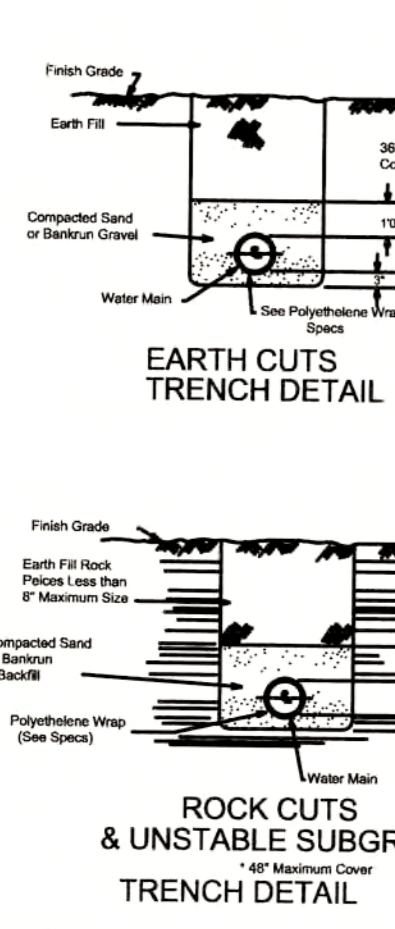 Finish Grade
Earth Fill
36
Co
Compacted Sand
or Bankrun Gravel
1'0
3"
Water Main
See Polyethelene Wra
Specs
EARTH CUTS
TRENCH DETAIL
Finish Grade
Earth Fill Rock
Peices Less than
8" Maximum Size
ompacted Sand
Bankrun
Backfill
Polyethelene Wrap
(See Specs)
Water Main
ROCK CUTS
& UNSTABLE SUBGR
* 48" Maximum Cover
TRENCH DETAIL